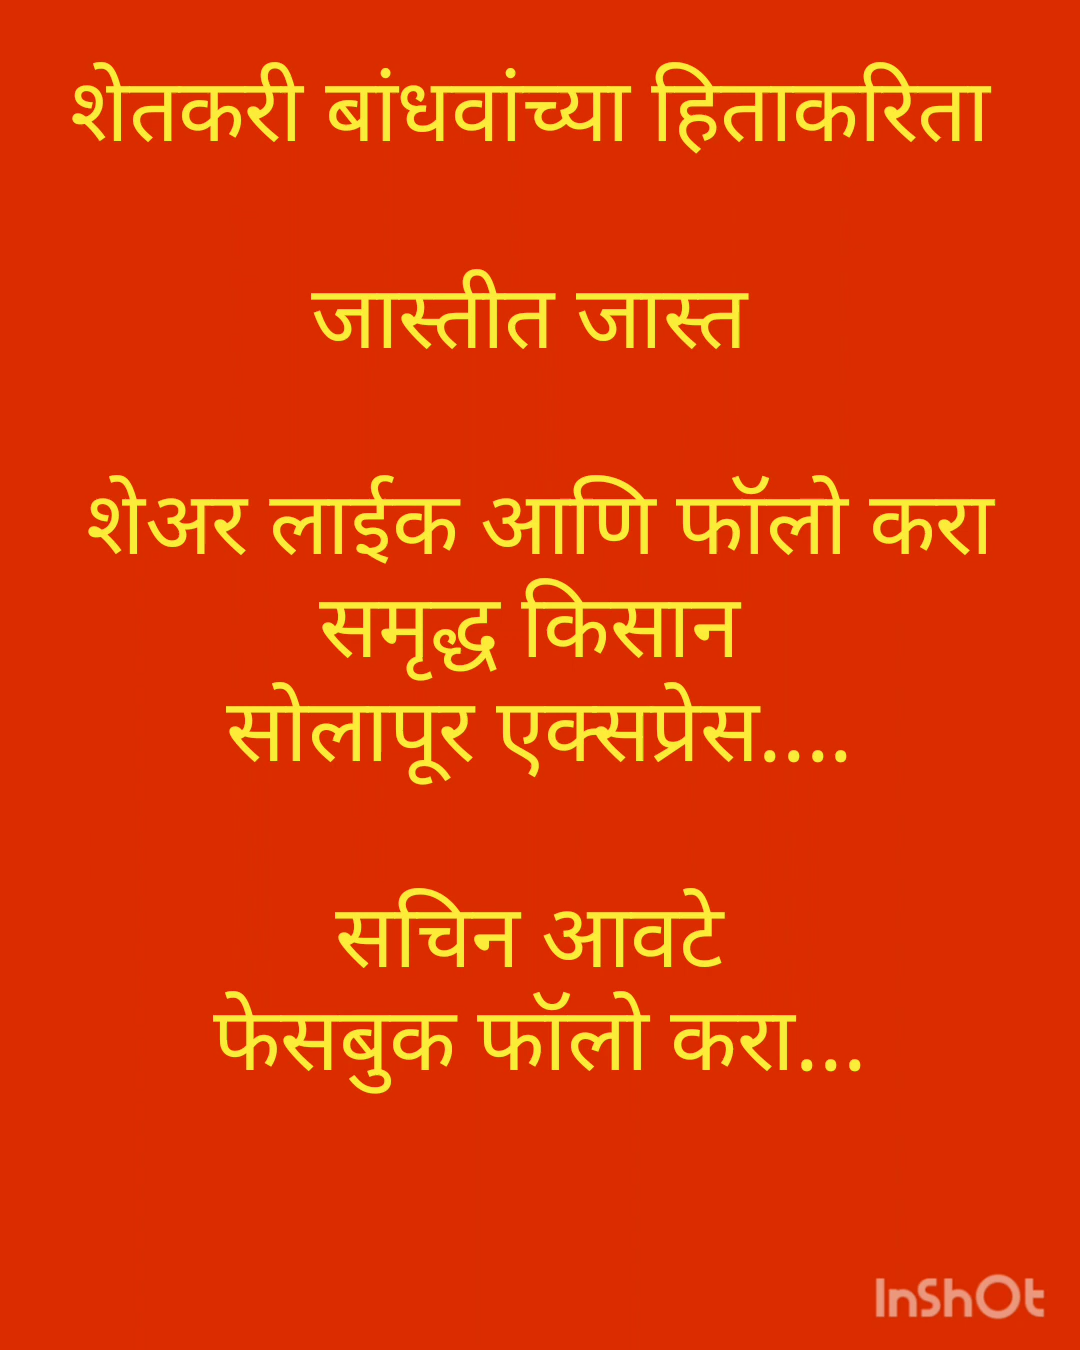 शेतकरी बांधवांच्या हिताकरिता
जास्तीत जास्त
शेअर लाईक आणि फॉलो करा
समृद्ध किसान
सोलापूर एक्सप्रेस....
सचिन आवटे
फेसबुक फॉलो करा...
InShOt